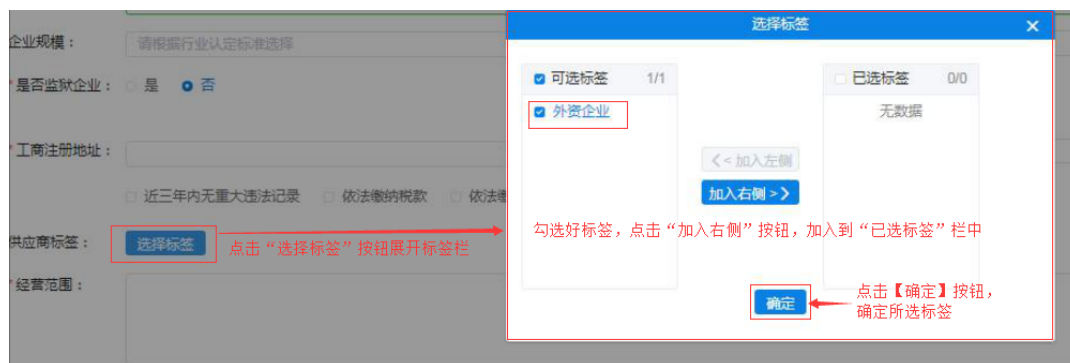 选择标签
企业规模：
请根据行业认定标准选择
可选标签 1/1
已选标签 0/0
*是否监狱企业： 是 否
外资企业
无数据
*工商注册地址：
<<加入左侧
加入右侧>>
近三年内无重大违法记录 依法缴纳税款 依法缴
勾选好标签，点击“加入右侧”按钮，加入到“已选标签”栏中
供应商标签： 选择标签 点击“选择标签”按钮展开标签栏
*经营范围：
确定
点击【确定】按钮，
确定所选标签